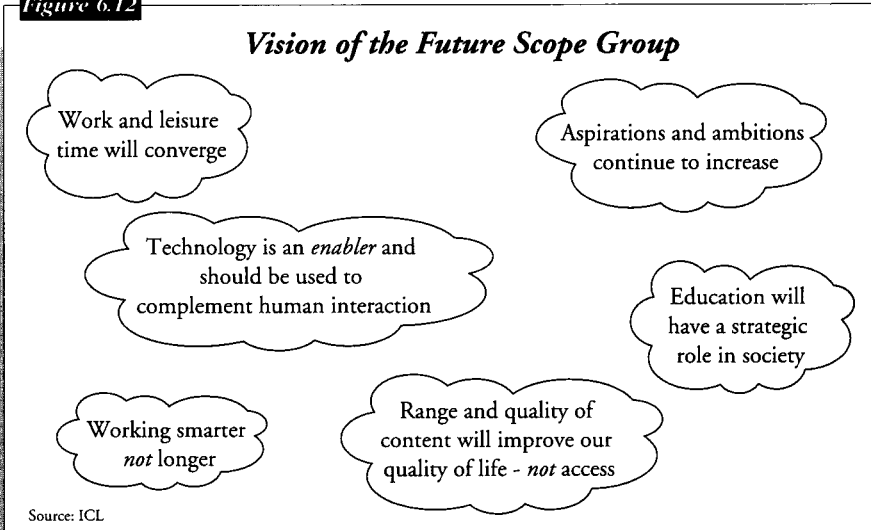 Figure 6.12
Vision of the Future Scope Group
Work and leisure
time will converge
Aspirations and ambitions
continue to increase
Technology is an enabler and
should be used to
complement human interaction
Education will
have a strategic
role in society
Working smarter
not longer
Range and quality of
content will improve our
quality of life - not access
Source: ICL